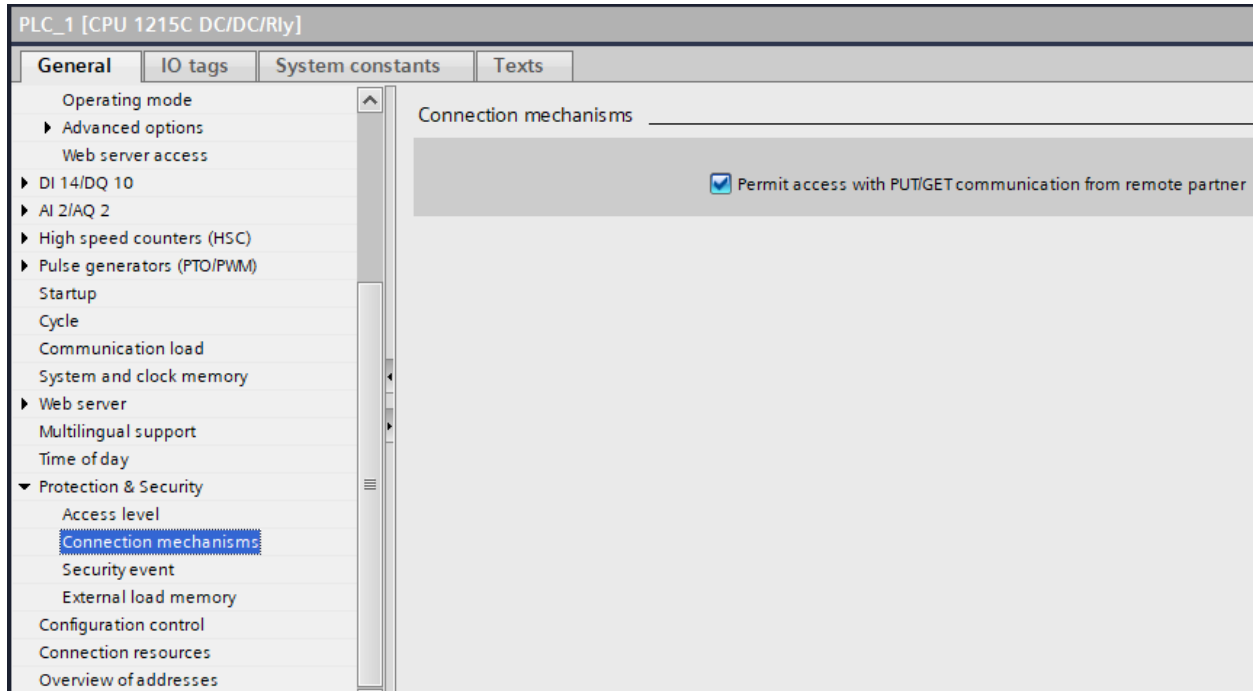 PLC_1 [CPU 1215C DC/DC/Rly]
General
IO tags
System constants
Texts
Operating mode
Advanced options
Web server access
DI 14/DQ 10
AI 2/AQ 2
High speed counters (HSC)
Pulse generators (PTO/PWM)
Startup
Cycle
Communication load
System and clock memory
Web server
Multilingual support
Time of day
Protection & Security
Access level
Connection mechanisms
Security event
External load memory
Configuration control
Connection resources
Overview of addresses
Connection mechanisms
Permit access with PUT/GET communication from remote partner